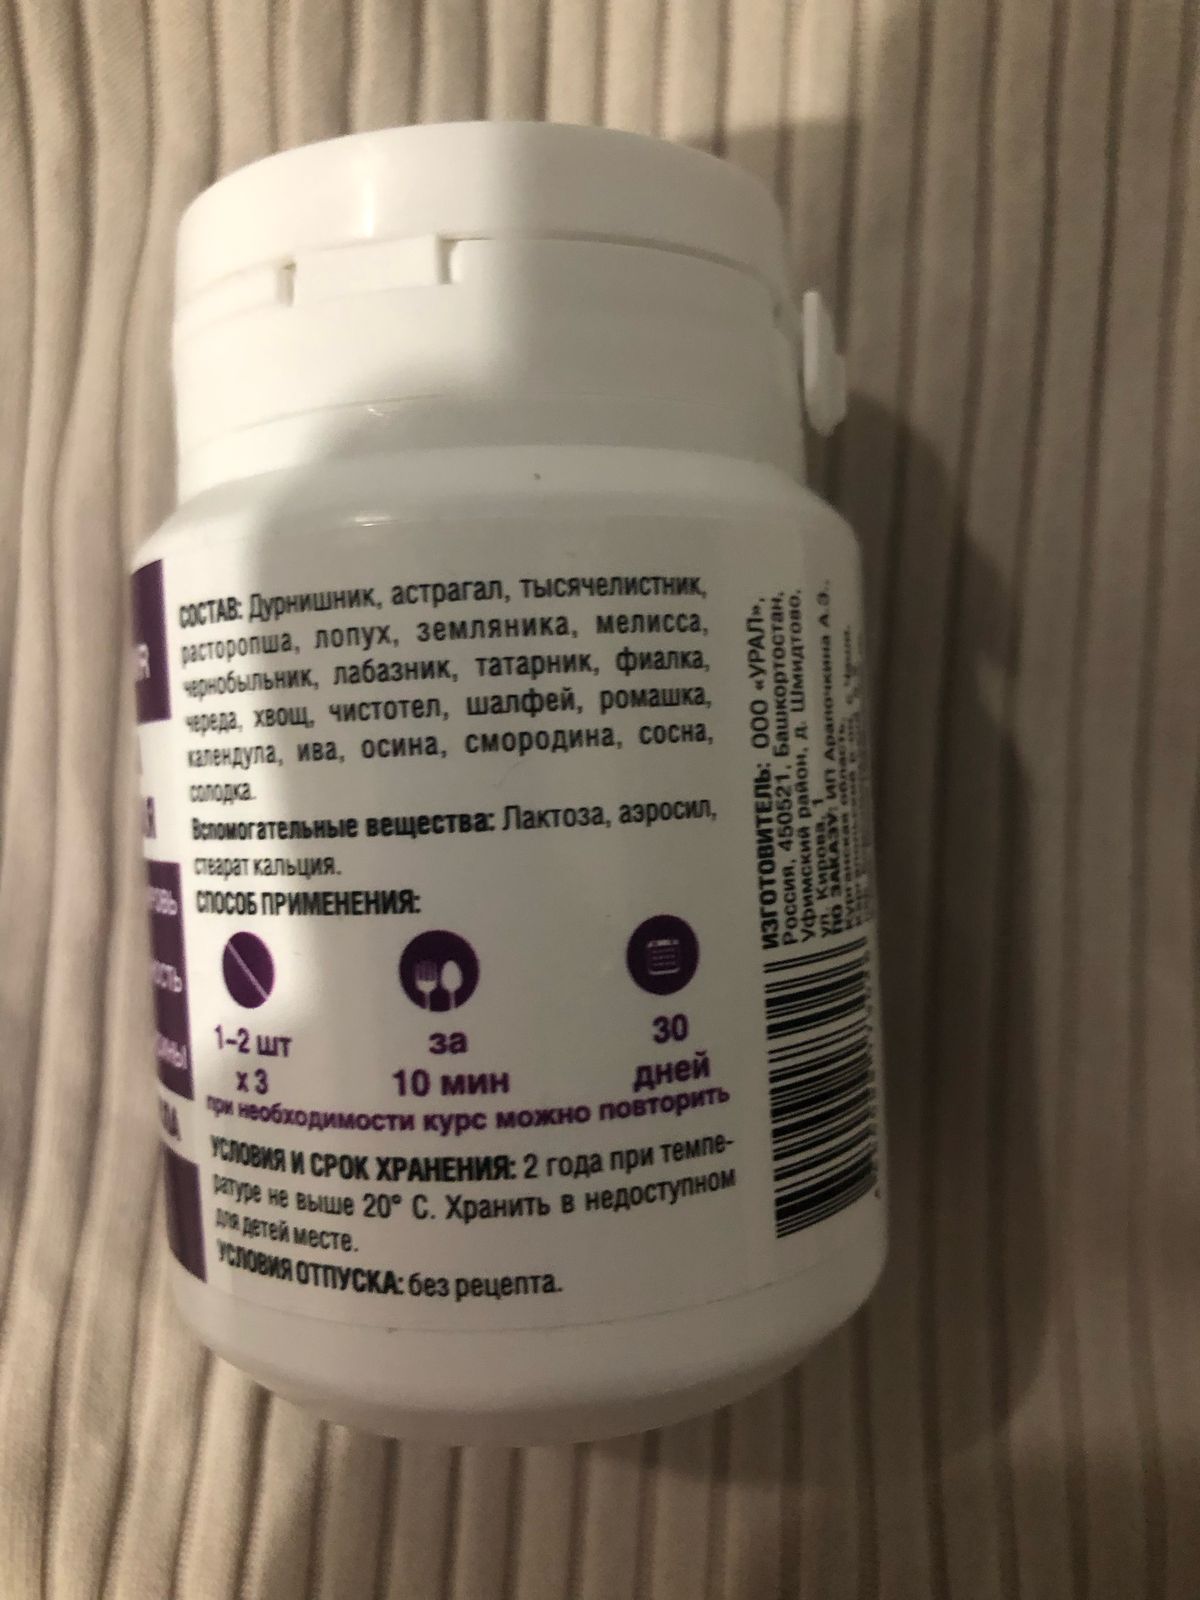 СОСТАВ: Дурнишник, астрагал, тысячелистник,
расторопша, лопух, земляника, мелисса,
чернобыльник, лабазник, татарник, фиалка,
череда, хвощ, чистотел, шалфей, ромашка,
календула, ива, осина, смородина, сосна,
солодка.
Вспомогательные вещества: Лактоза, аэросил,
стеарат кальция.
СПОСОБ ПРИМЕНЕНИЯ:
1–2 шт
х 3
за
10 мин
30
дней
при необходимости курс можно повторить
УСЛОВИЯ И СРОК ХРАНЕНИЯ: 2 года при темпе-
ратуре не выше 20° С. Хранить в недоступном
для детей месте.
УСЛОВИЯ ОТПУСКА: без рецепта.
ИЗГОТОВИТЕЛЬ: ООО «УРАЛ»,
Россия, 450521, Башкортостан,
Уфимский район, д. Шмидтово,
ул. Кирова, 1
ПО ЗАКАЗУ: ИП Арапочкина А.Э.
Курганская область,